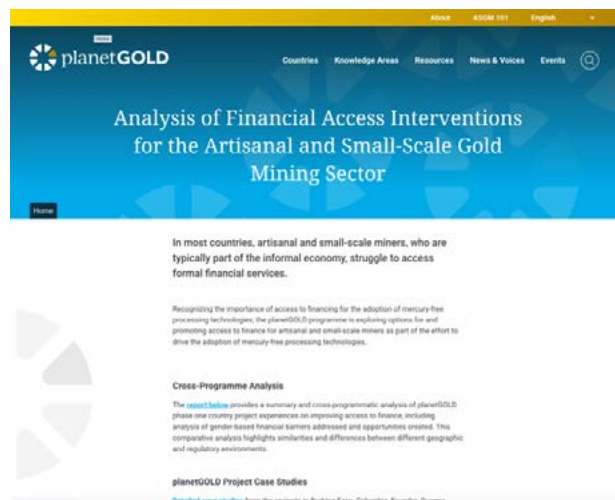 About ASGM 101 English
planetGOLD
Countries Knowledge Areas Resources News & Voices Events
Analysis of Financial Access Interventions
for the Artisanal and Small-Scale Gold
Mining Sector
Home
In most countries, artisanal and small-scale miners, who are
typically part of the informal economy, struggle to access
formal financial services.
Recognizing the importance of access to financing for the adoption of mercury-free
processing technologies, the planetGOLD programme is exploring options for and
promoting access to finance for artisanal and small-scale miners as part of the effort to
drive the adoption of mercury-free processing technologies.
Cross-Programme Analysis
The report below provides a summary and cross-programmatic analysis of planetGOLD
phase one country project experiences on improving access to finance, including
analysis of gender-based financial barriers addressed and opportunities created. This
comparative analysis highlights similarities and differences between different geographic
and regulatory environments.
planetGOLD Project Case Studies